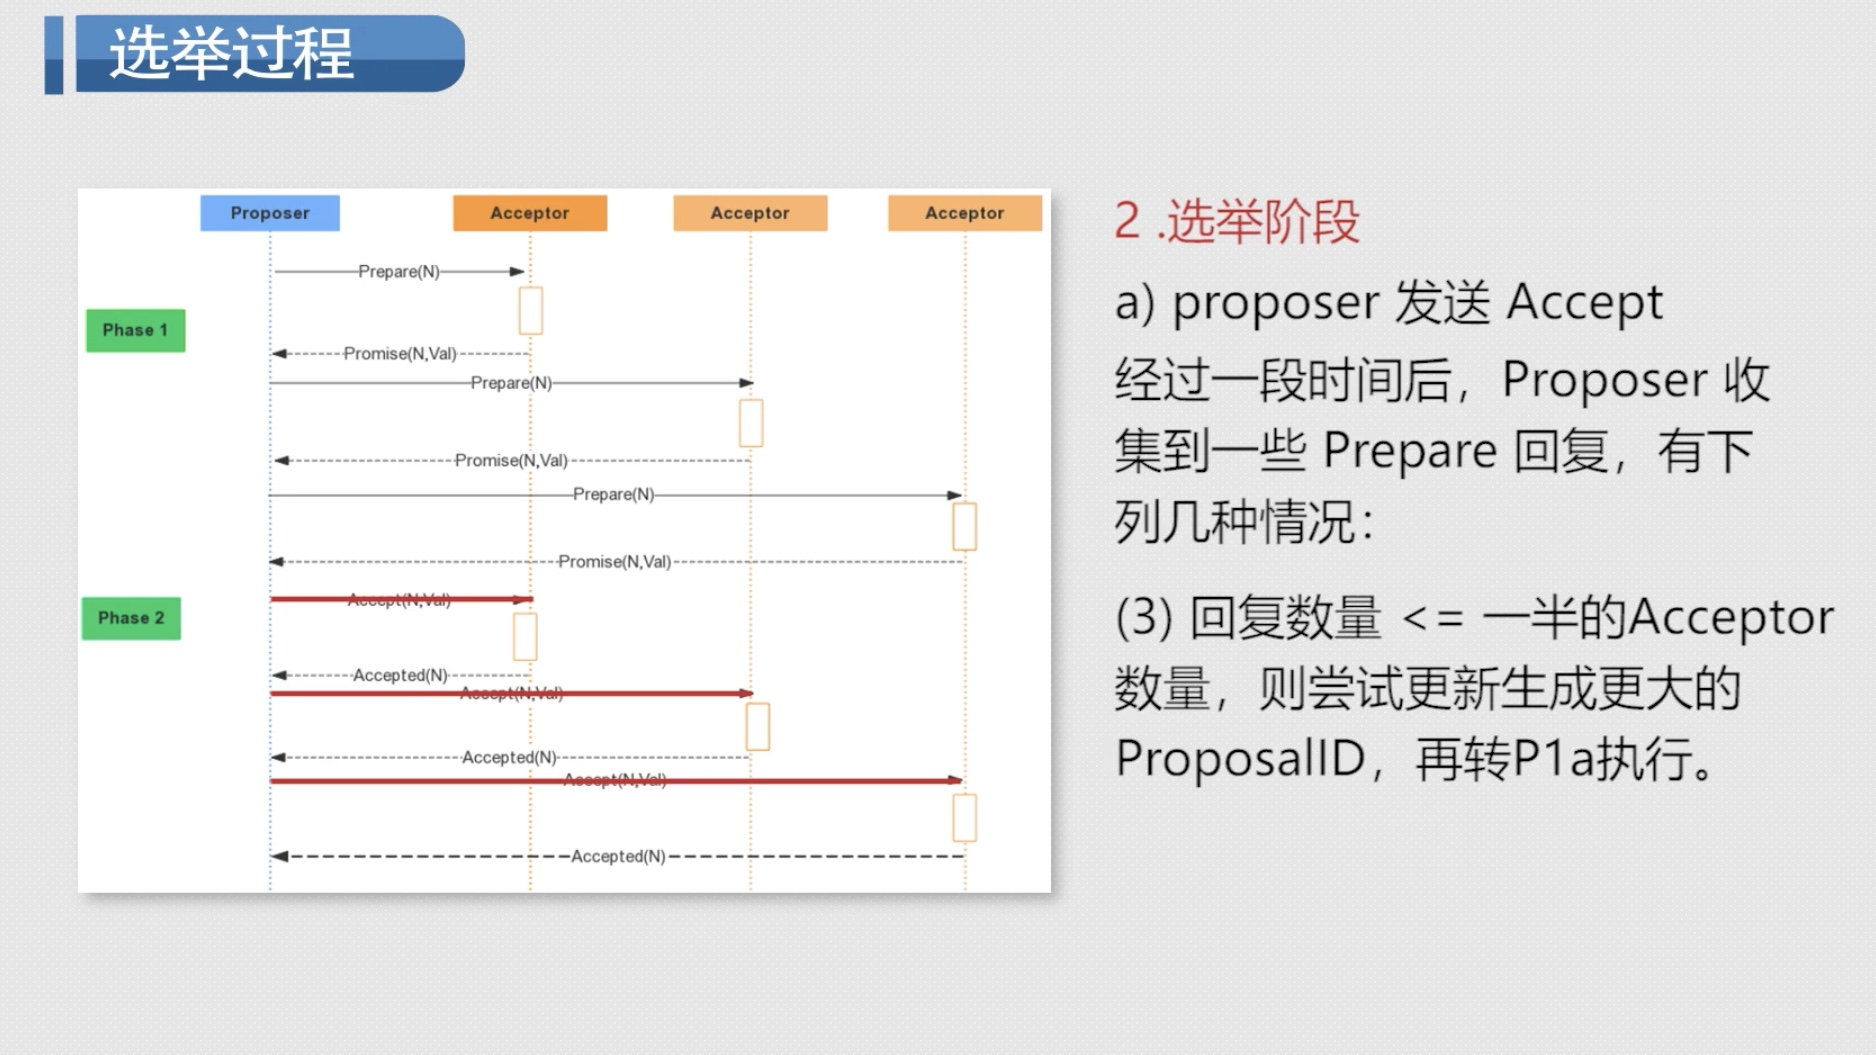 选举过程
Proposer
Acceptor
Acceptor
Acceptor
Prepare(N)
Phase 1
Promise(N,Val)
Prepare(N)
Promise(N,Val)
Prepare(N)
Promise(N,Val)
Accept(N,Val)
Phase 2
Accepted(N)
Accept(N,Val)
Accepted(N)
Accept(N,Val)
Accepted(N)
2 .选举阶段
a) proposer 发送 Accept
经过一段时间后，Proposer 收
集到一些 Prepare 回复，有下
列几种情况：
(3) 回复数量 <= 一半的Acceptor
数量，则尝试更新生成更大的
ProposalID，再转P1a执行。